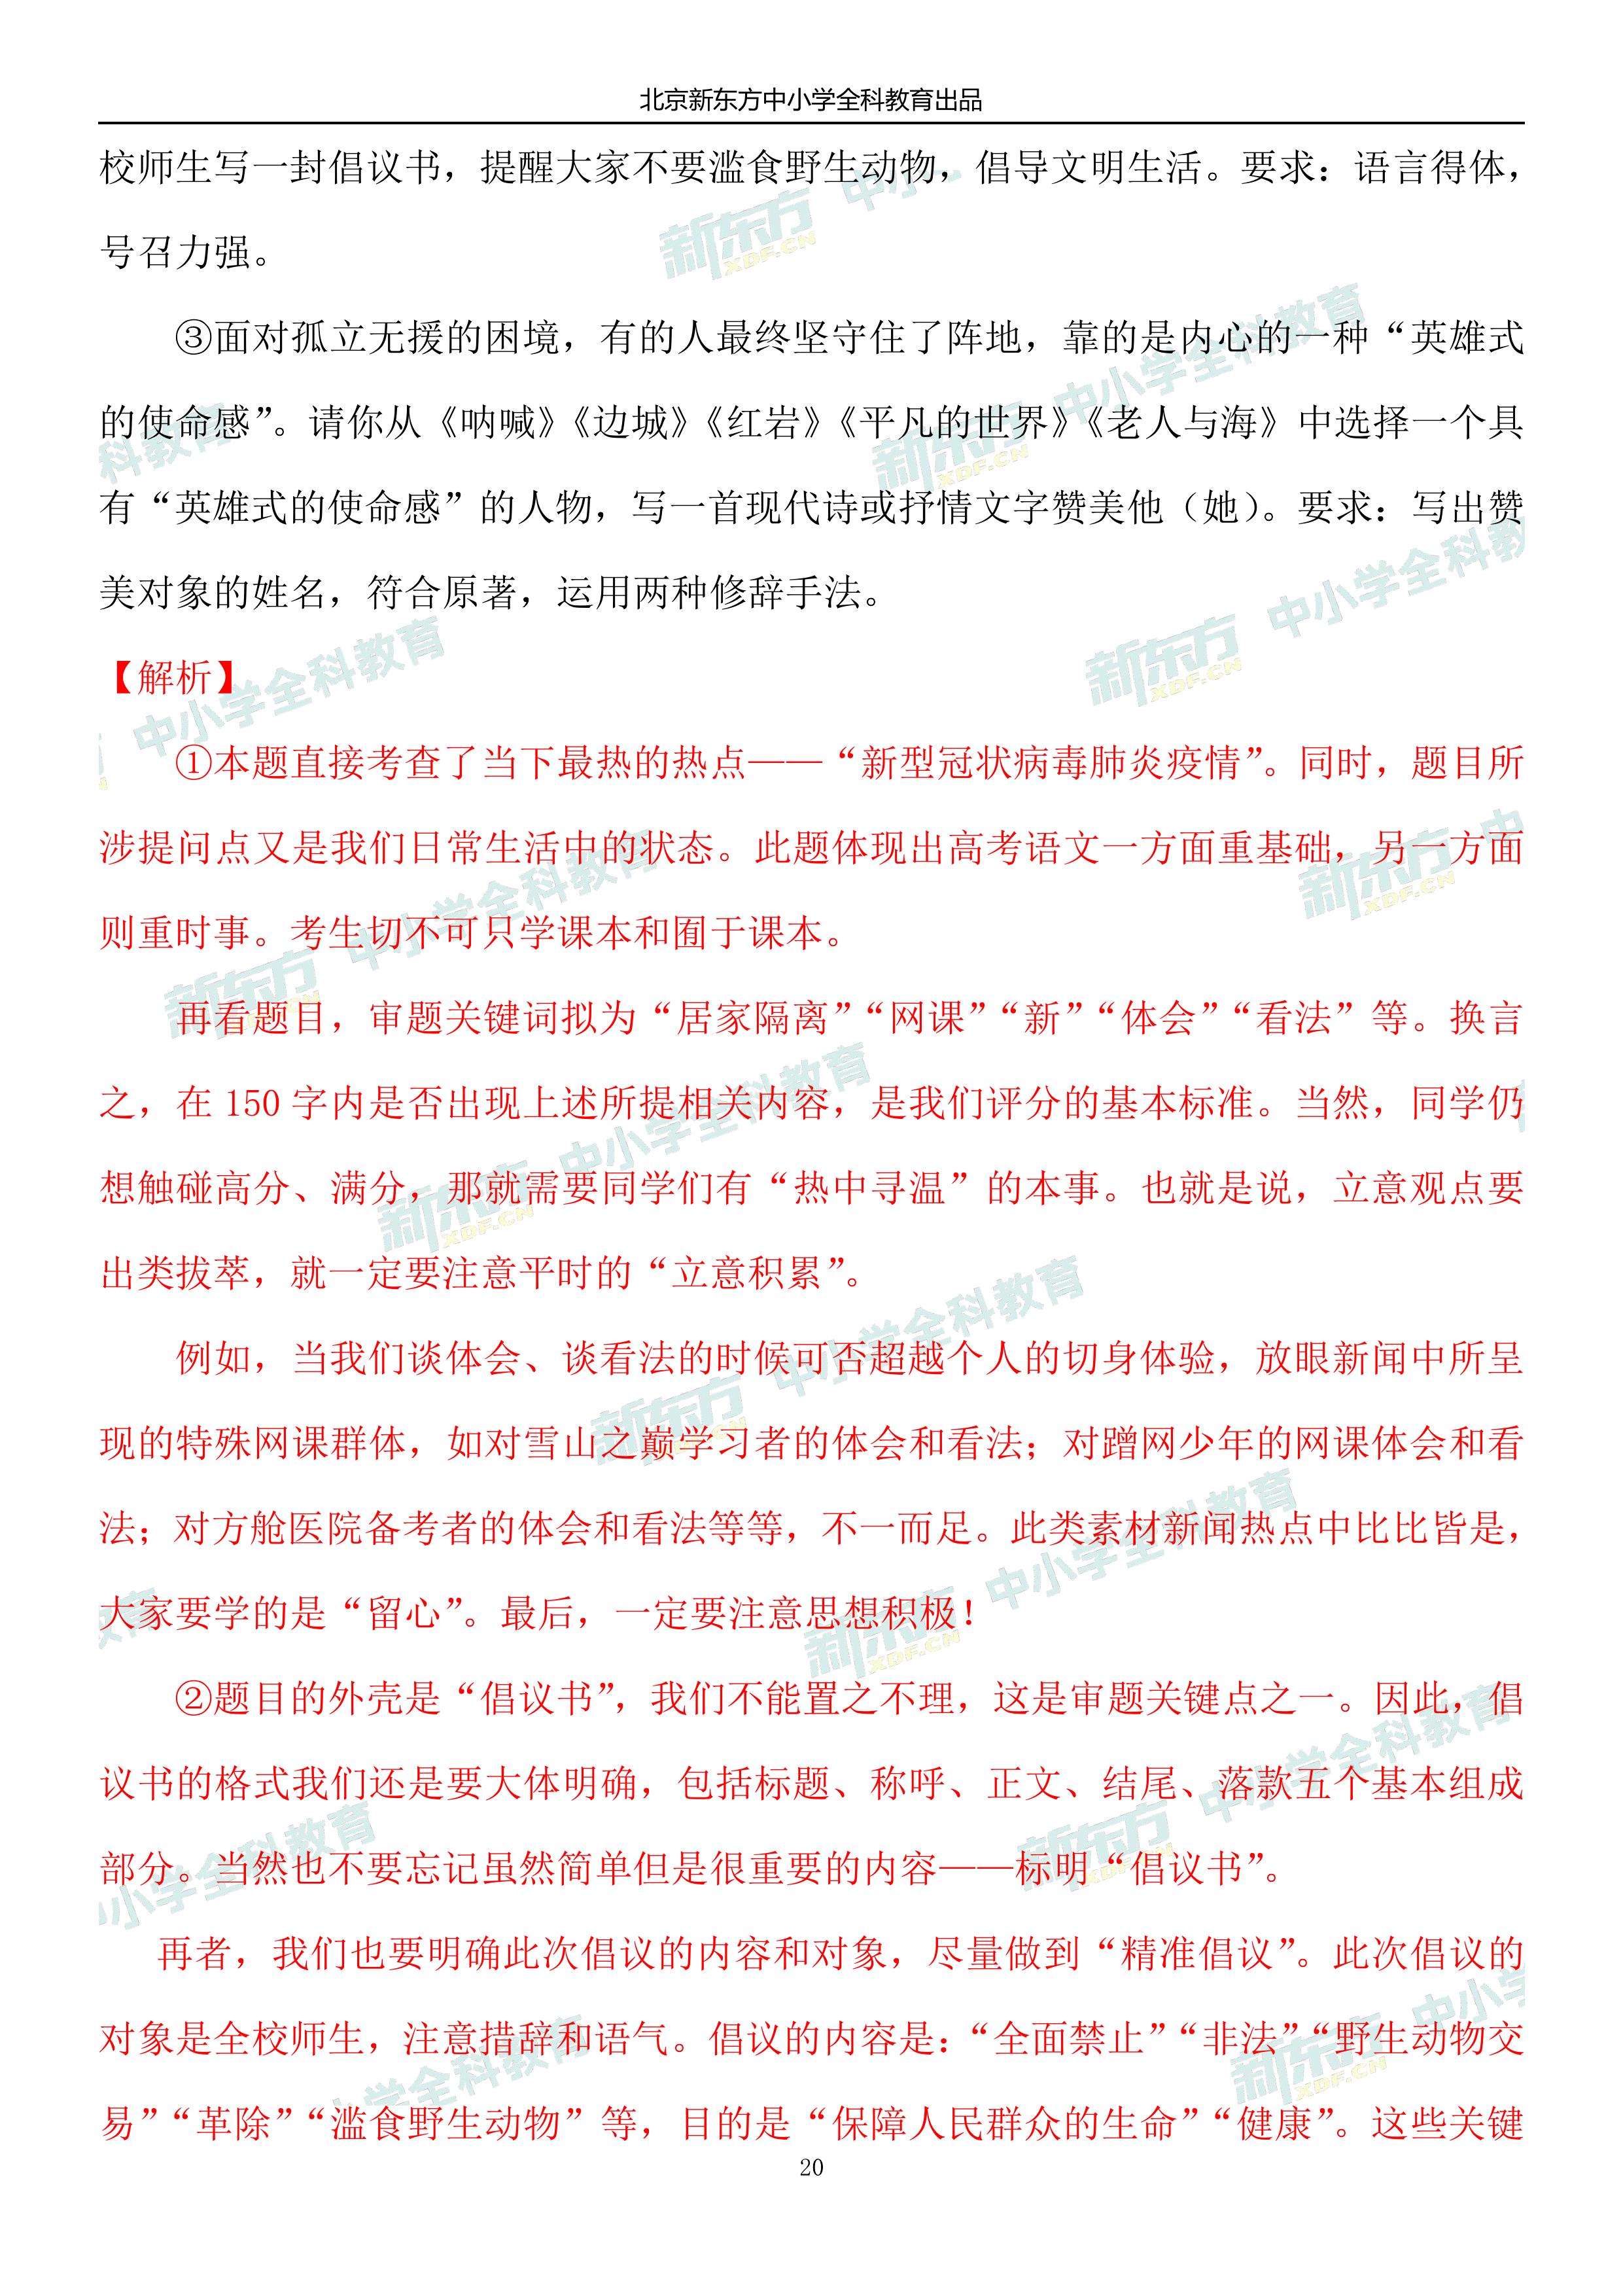 北京新东方中小学全科教育出品
校师生写一封倡议书，提醒大家不要滥食野生动物，倡导文明生活。要求：语言得体，
号召力强。
③面对孤立无援的困境，有的人最终坚守住了阵地，靠的是内心的一种“英雄式
的使命感”。请你从《呐喊》《边城》《红岩》《平凡的世界》《老人与海》中选择一个具
有“英雄式的使命感”的人物，写一首现代诗或抒情文字赞美他（她）。要求：写出赞
美对象的姓名，符合原著，运用两种修辞手法。
【解析】
①本题直接考查了当下最热的热点——“新型冠状病毒肺炎疫情”。同时，题目所
涉提问点又是我们日常生活中的状态。此题体现出高考语文一方面重基础，另一方面
则重时事。考生切不可只学课本和囿于课本。
再看题目，审题关键词拟为“居家隔离”“网课”“新”“体会”“看法”等。换言
之，在 150 字内是否出现上述所提相关内容，是我们评分的基本标准。当然，同学仍
想触碰高分、满分，那就需要同学们有“热中寻温”的本事。也就是说，立意观点要
出类拔萃，就一定要注意平时的“立意积累”。
例如，当我们谈体会、谈看法的时候可否超越个人的切身体验，放眼新闻中所呈
现的特殊网课群体，如对雪山之巅学习者的体会和看法；对蹭网少年的网课体会和看
法；对方舱医院备考者的体会和看法等等，不一而足。此类素材新闻热点中比比皆是，
大家要学的是“留心”。最后，一定要注意思想积极！
②题目的外壳是“倡议书”，我们不能置之不理，这是审题关键点之一。因此，倡
议书的格式我们还是要大体明确，包括标题、称呼、正文、结尾、落款五个基本组成
部分。当然也不要忘记虽然简单但是很重要的内容——标明“倡议书”。
再者，我们也要明确此次倡议的内容和对象，尽量做到“精准倡议”。此次倡议的
对象是全校师生，注意措辞和语气。倡议的内容是：“全面禁止”“非法”“野生动物交
易”“革除”“滥食野生动物”等，目的是“保障人民群众的生命”“健康”。这些关键
20